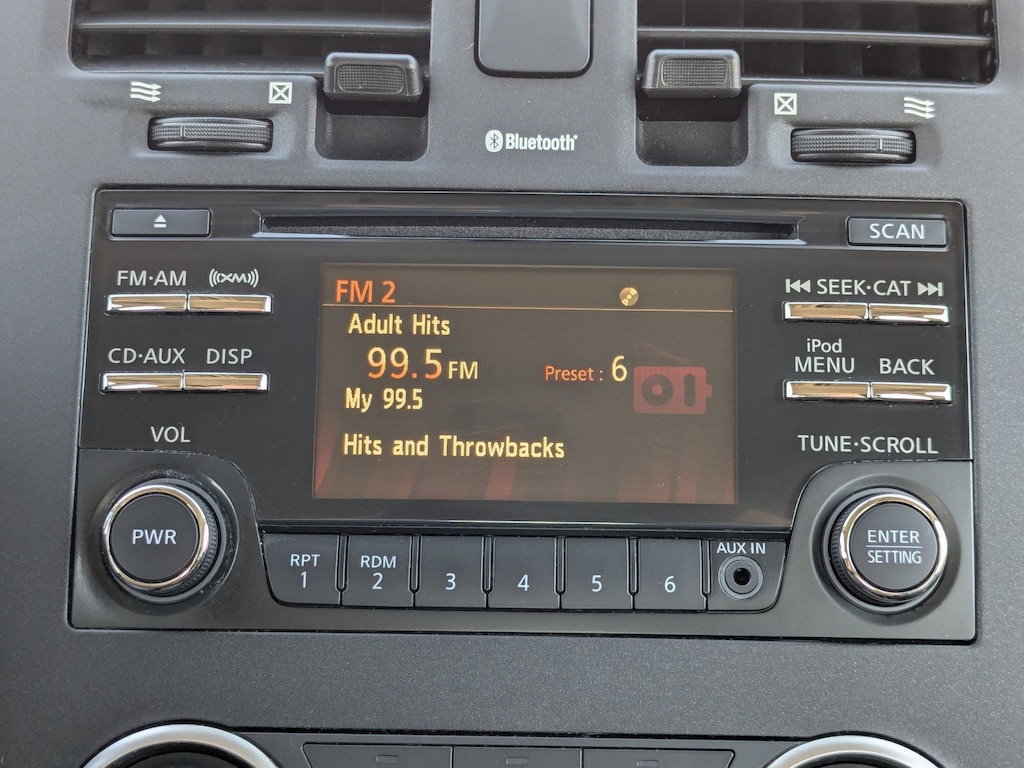 Bluetooth®
SCAN
FM·AM
((XM))
SEEK·CAT
CD·AUX
DISP
iPod
MENU
BACK
VOL
TUNE·SCROLL
FM 2
Adult Hits
99.5 FM
Preset : 6
My 99.5
Hits and Throwbacks
PWR
ENTER
SETTING
RPT
1
RDM
2
3
4
5
6
AUX IN